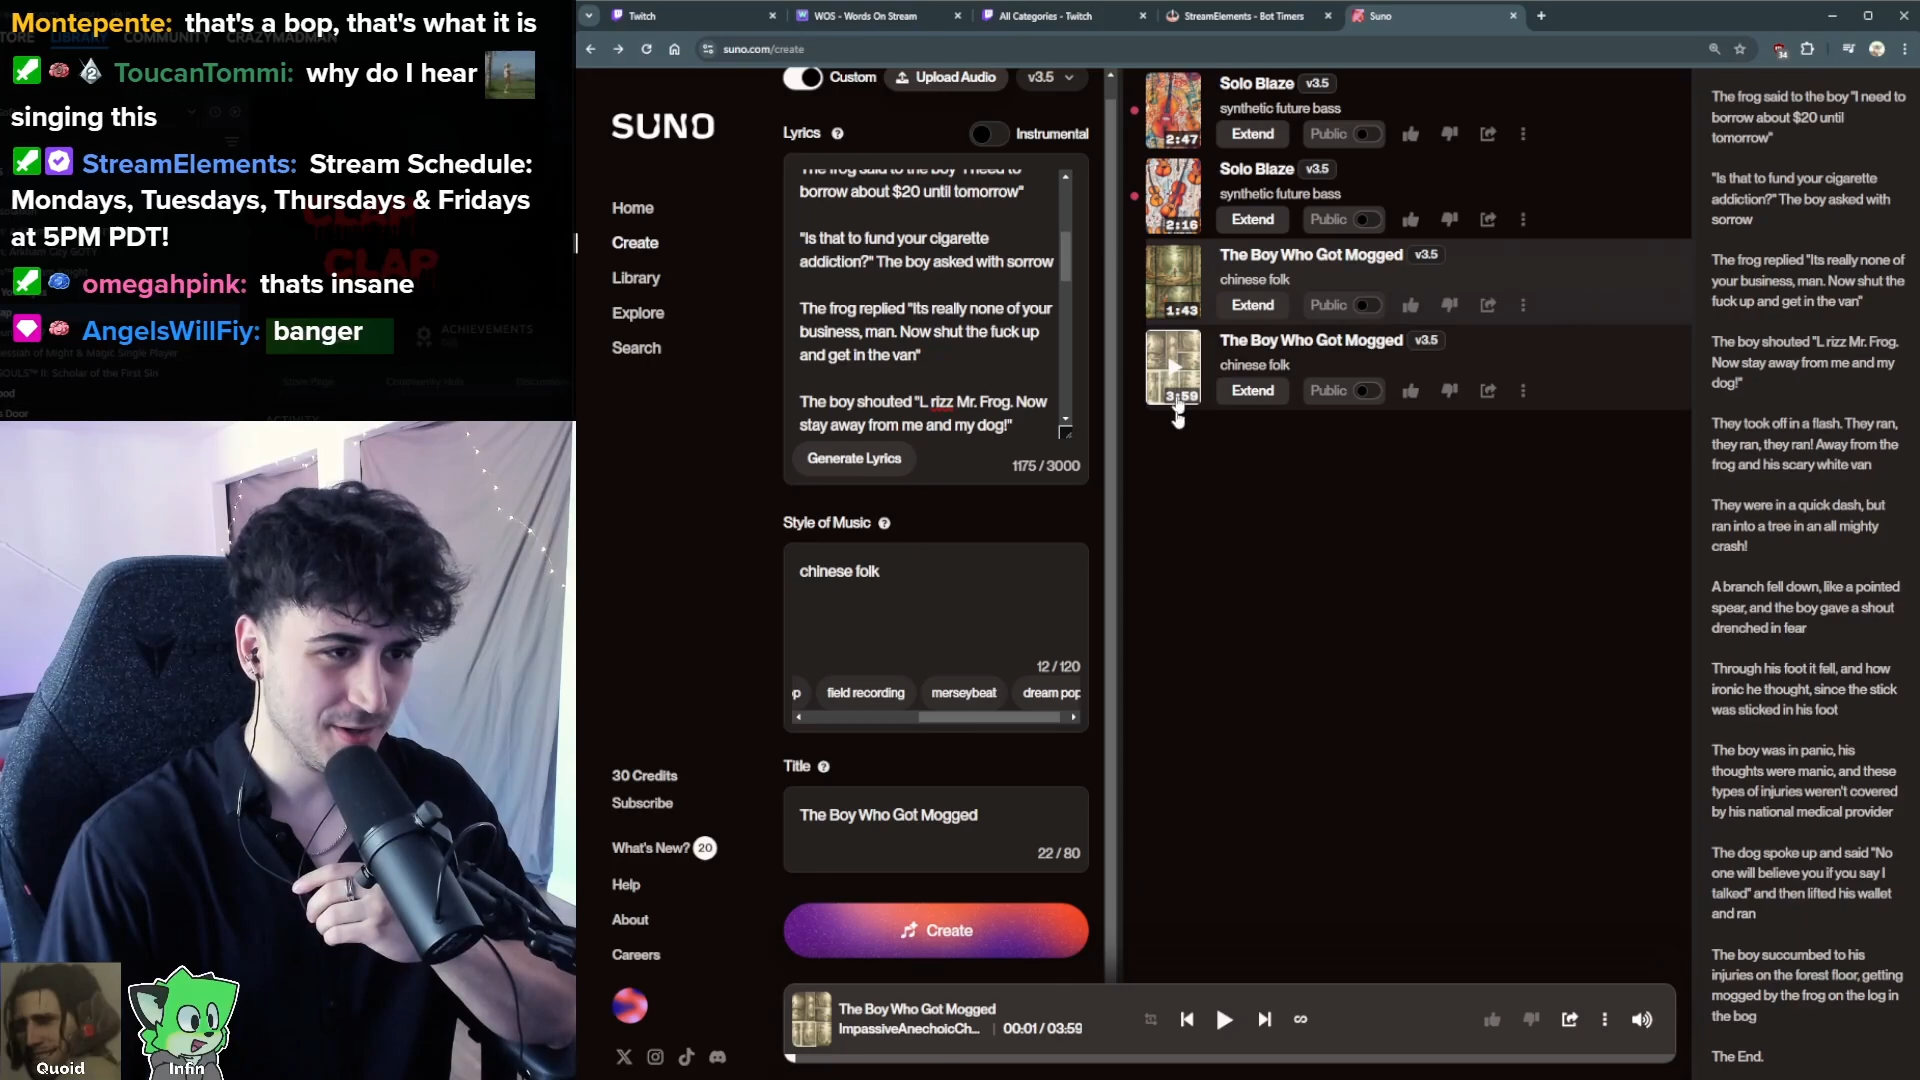 Montepente: that's a bop, that's what it is
ToucanTommi: why do I hear
singing this
StreamElements: Stream Schedule:
Mondays, Tuesdays, Thursdays & Fridays
at 5PM PDT!
omegahpink: thats insane
AngelsWillFiy: banger
CLAP
COMMUNITY CRAZYMADMAN
ACHIEVEMENTS
Quoid
Infin
Twitch
WOS - Words On Stream
All Categories - Twitch
StreamElements - Bot Timers
Suno
suno.com/create
34
SUNO
Home
Create
Library
Explore
Search
30 Credits
Subscribe
What's New? 20
Help
About
Careers
Custom
Upload Audio
v3.5
Lyrics
Instrumental
The frog said to the boy "I need to
borrow about $20 until tomorrow"
"Is that to fund your cigarette
addiction?" The boy asked with sorrow
The frog replied "Its really none of your
business, man. Now shut the fuck up
and get in the van"
The boy shouted "L rizz Mr. Frog. Now
stay away from me and my dog!"
Generate Lyrics
1175 / 3000
Style of Music
chinese folk
12 / 120
op
field recording
merseybeat
dream pop
Title
The Boy Who Got Mogged
22 / 80
Create
Solo Blaze v3.5
synthetic future bass
2:47
Extend
Public
Solo Blaze v3.5
synthetic future bass
2:16
Extend
Public
The Boy Who Got Mogged v3.5
chinese folk
1:43
Extend
Public
The Boy Who Got Mogged v3.5
chinese folk
3:59
Extend
Public
The Boy Who Got Mogged
ImpassiveAnechoicCh...
00:01 / 03:59
The frog said to the boy "I need to
borrow about $20 until
tomorrow"
"Is that to fund your cigarette
addiction?" The boy asked with
sorrow
The frog replied "Its really none of
your business, man. Now shut the
fuck up and get in the van"
The boy shouted "L rizz Mr. Frog.
Now stay away from me and my
dog!"
They took off in a flash. They ran,
they ran, they ran! Away from the
frog and his scary white van
They were in a quick dash, but
ran into a tree in an all mighty
crash!
A branch fell down, like a pointed
spear, and the boy gave a shout
drenched in fear
Through his foot it fell, and how
ironic he thought, since the stick
was sticked in his foot
The boy was in panic, his
thoughts were manic, and these
types of injuries weren't covered
by his national medical provider
The dog spoke up and said "No
one will believe you if you say I
talked" and then lifted his wallet
and ran
The boy succumbed to his
injuries on the forest floor, getting
mogged by the frog on the log in
the bog
The End.